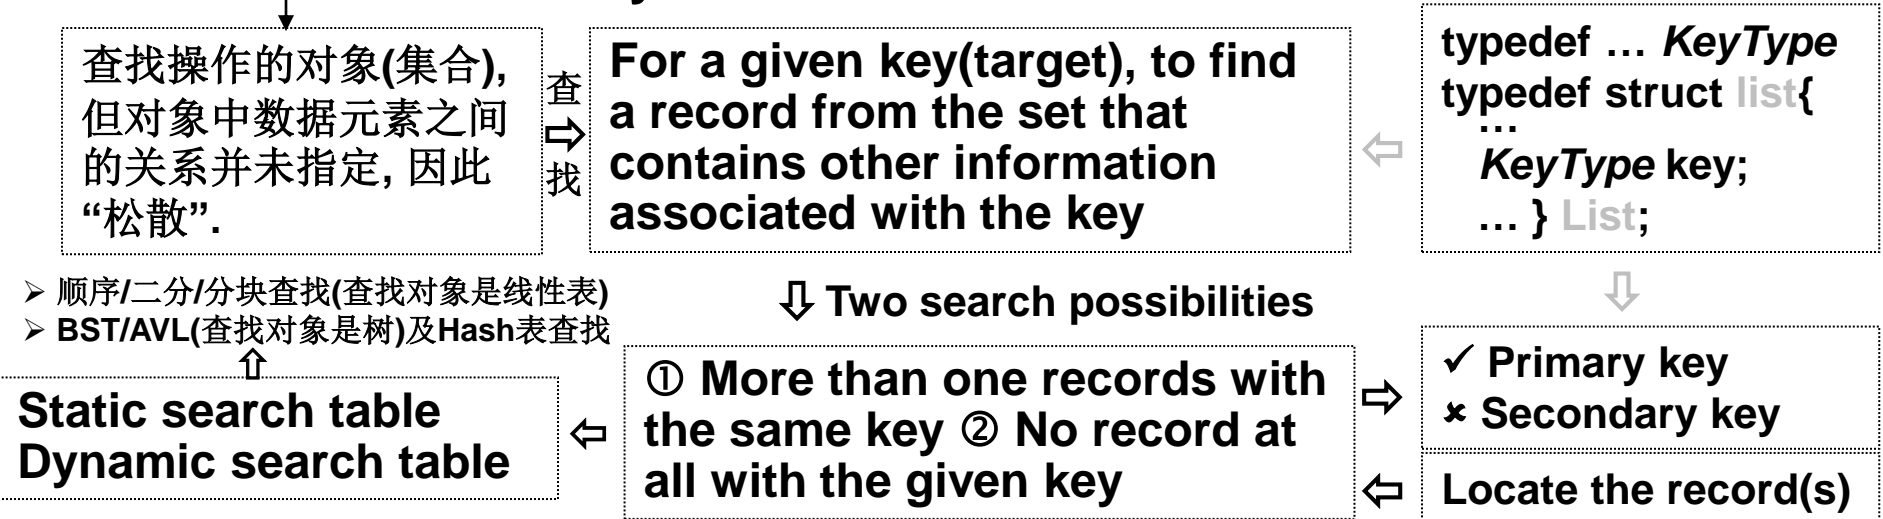 查找操作的对象(集合),
但对象中数据元素之间
的关系并未指定, 因此
“松散”.
查
找
For a given key(target), to find
a record from the set that
contains other information
associated with the key
typedef … KeyType
typedef struct list{
…
KeyType key;
… } List;
➢ 顺序/二分/分块查找(查找对象是线性表)
➢ BST/AVL(查找对象是树)及Hash表查找
Two search possibilities
Static search table
Dynamic search table
① More than one records with
the same key ② No record at
all with the given key
✓ Primary key
✗ Secondary key
Locate the record(s)